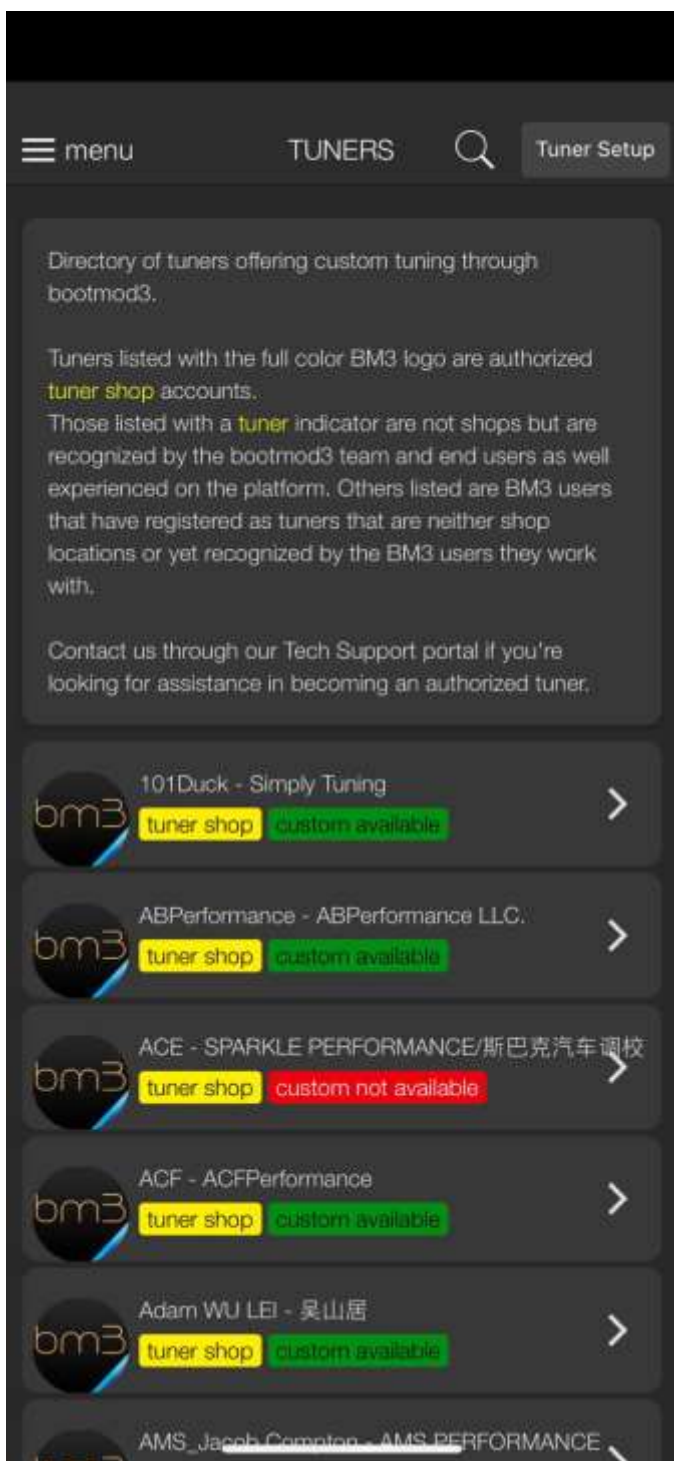 menu
TUNERS
Tuner Setup
Directory of tuners offering custom tuning through
bootmod3.
Tuners listed with the full color BM3 logo are authorized
tuner shop accounts.
Those listed with a tuner indicator are not shops but are
recognized by the bootmod3 team and end users as well
experienced on the platform. Others listed are BM3 users
that have registered as tuners that are neither shop
locations or yet recognized by the BM3 users they work
with.
Contact us through our Tech Support portal if you're
looking for assistance in becoming an authorized tuner.
bm3
101Duck - Simply Tuning
tuner shop custom available
bm3
ABPerformance - ABPerformance LLC.
tuner shop custom available
bm3
ACE - SPARKLE PERFORMANCE/斯巴克汽车调校
tuner shop custom not available
bm3
ACF - ACFPerformance
tuner shop custom available
bm3
Adam WU LEI - 吴山居
tuner shop custom available
AMS_Jacob Compton - AMS PERFORMANCE